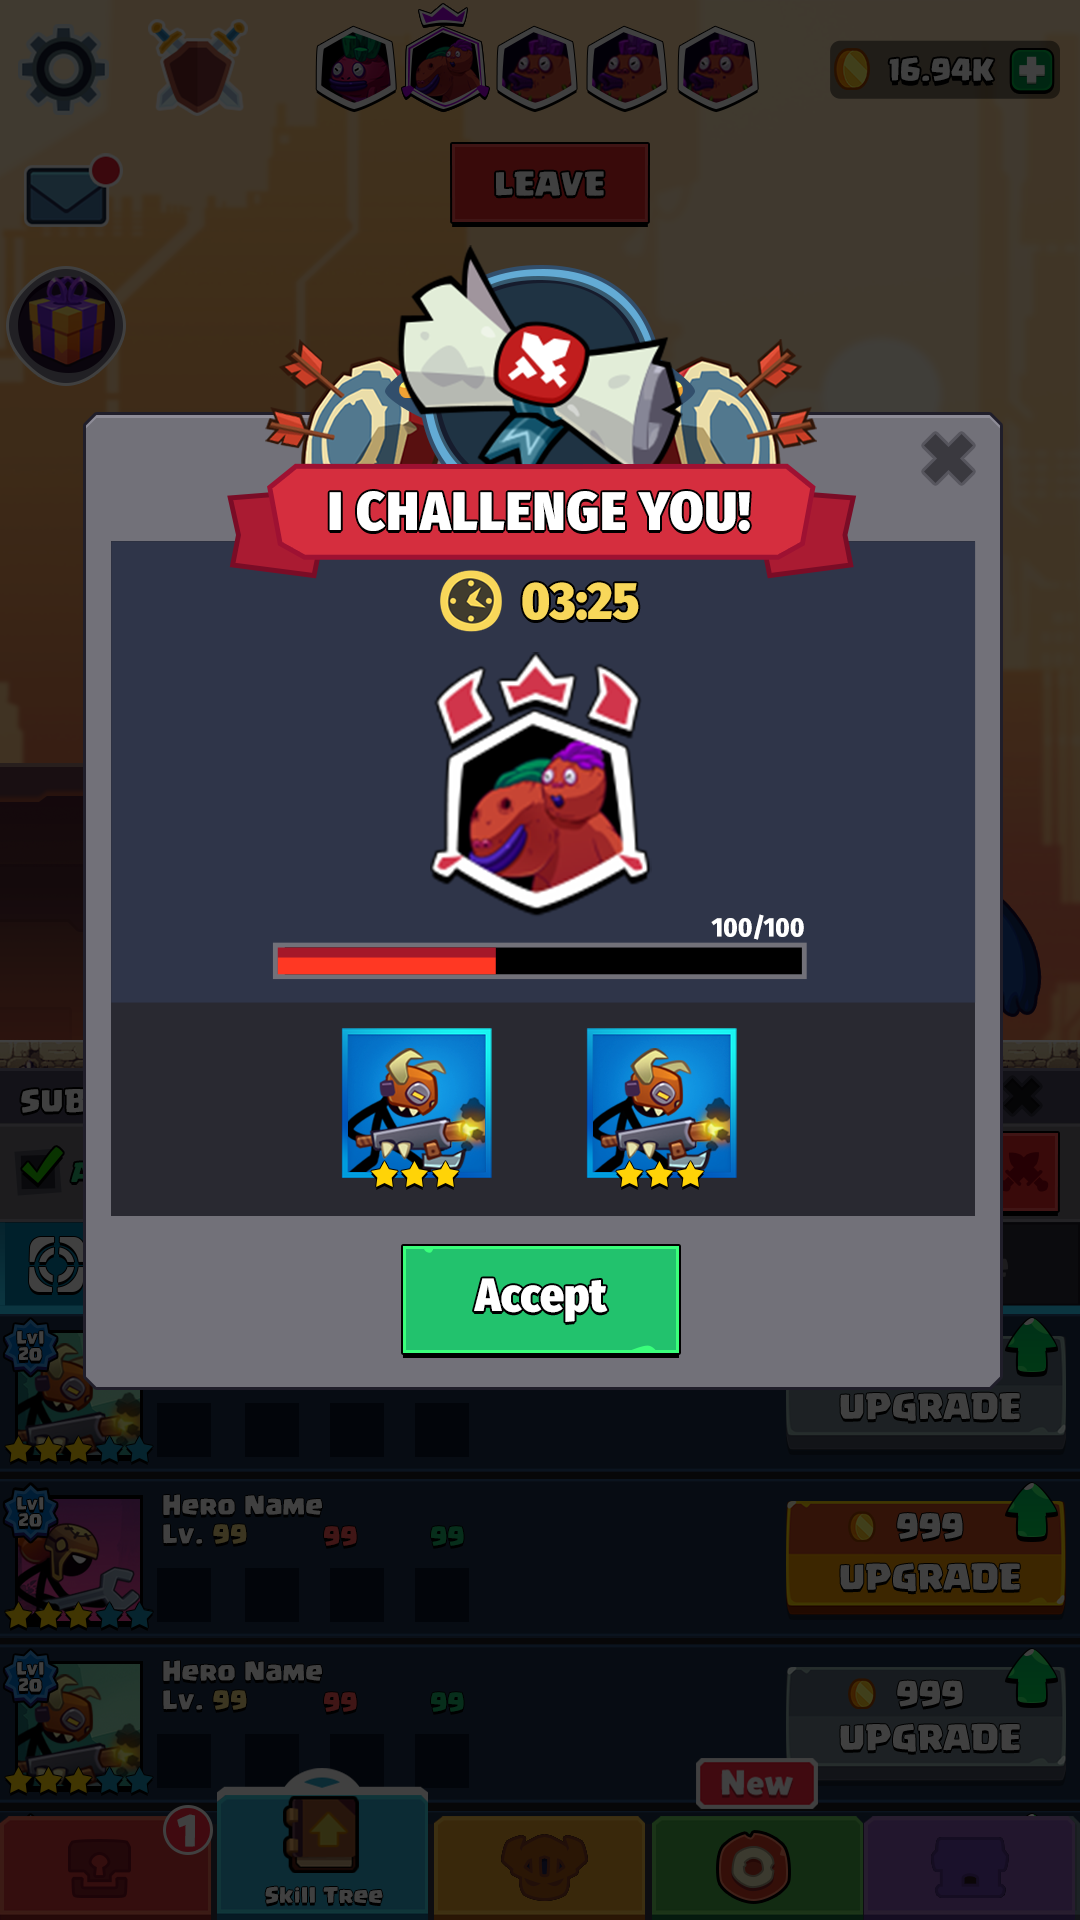 16.94K
LEAVE
I CHALLENGE YOU!
03:25
100/100
SUB
Accept
Lvl
20
UPGRADE
Lvl
20
Hero Name
Lv. 99 99 99
999
UPGRADE
Lvl
20
Hero Name
Lv. 99 99 99
999
UPGRADE
New
1
Skill Tree